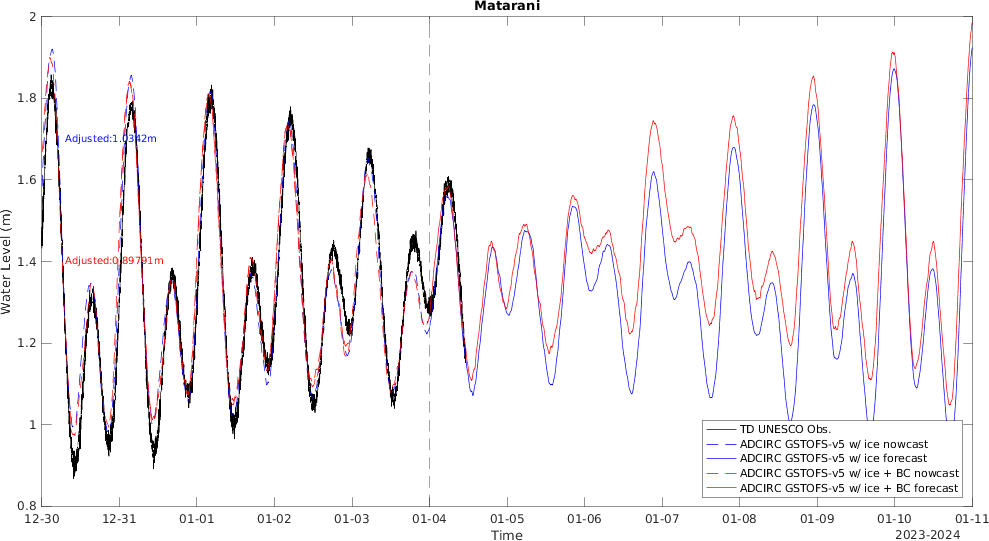 Matarani
Water Level (m)
2
1.8
1.6
1.4
1.2
1
0.8
Adjusted:1.0342m
Adjusted:0.89791m
TD UNESCO Obs.
ADCIRC GSTOFS-v5 w/ ice nowcast
ADCIRC GSTOFS-v5 w/ ice forecast
ADCIRC GSTOFS-v5 w/ ice + BC nowcast
ADCIRC GSTOFS-v5 w/ ice + BC forecast
12-30 12-31 01-01 01-02 01-03 01-04 01-05 01-06 01-07 01-08 01-09 01-10 01-11
Time
2023-2024